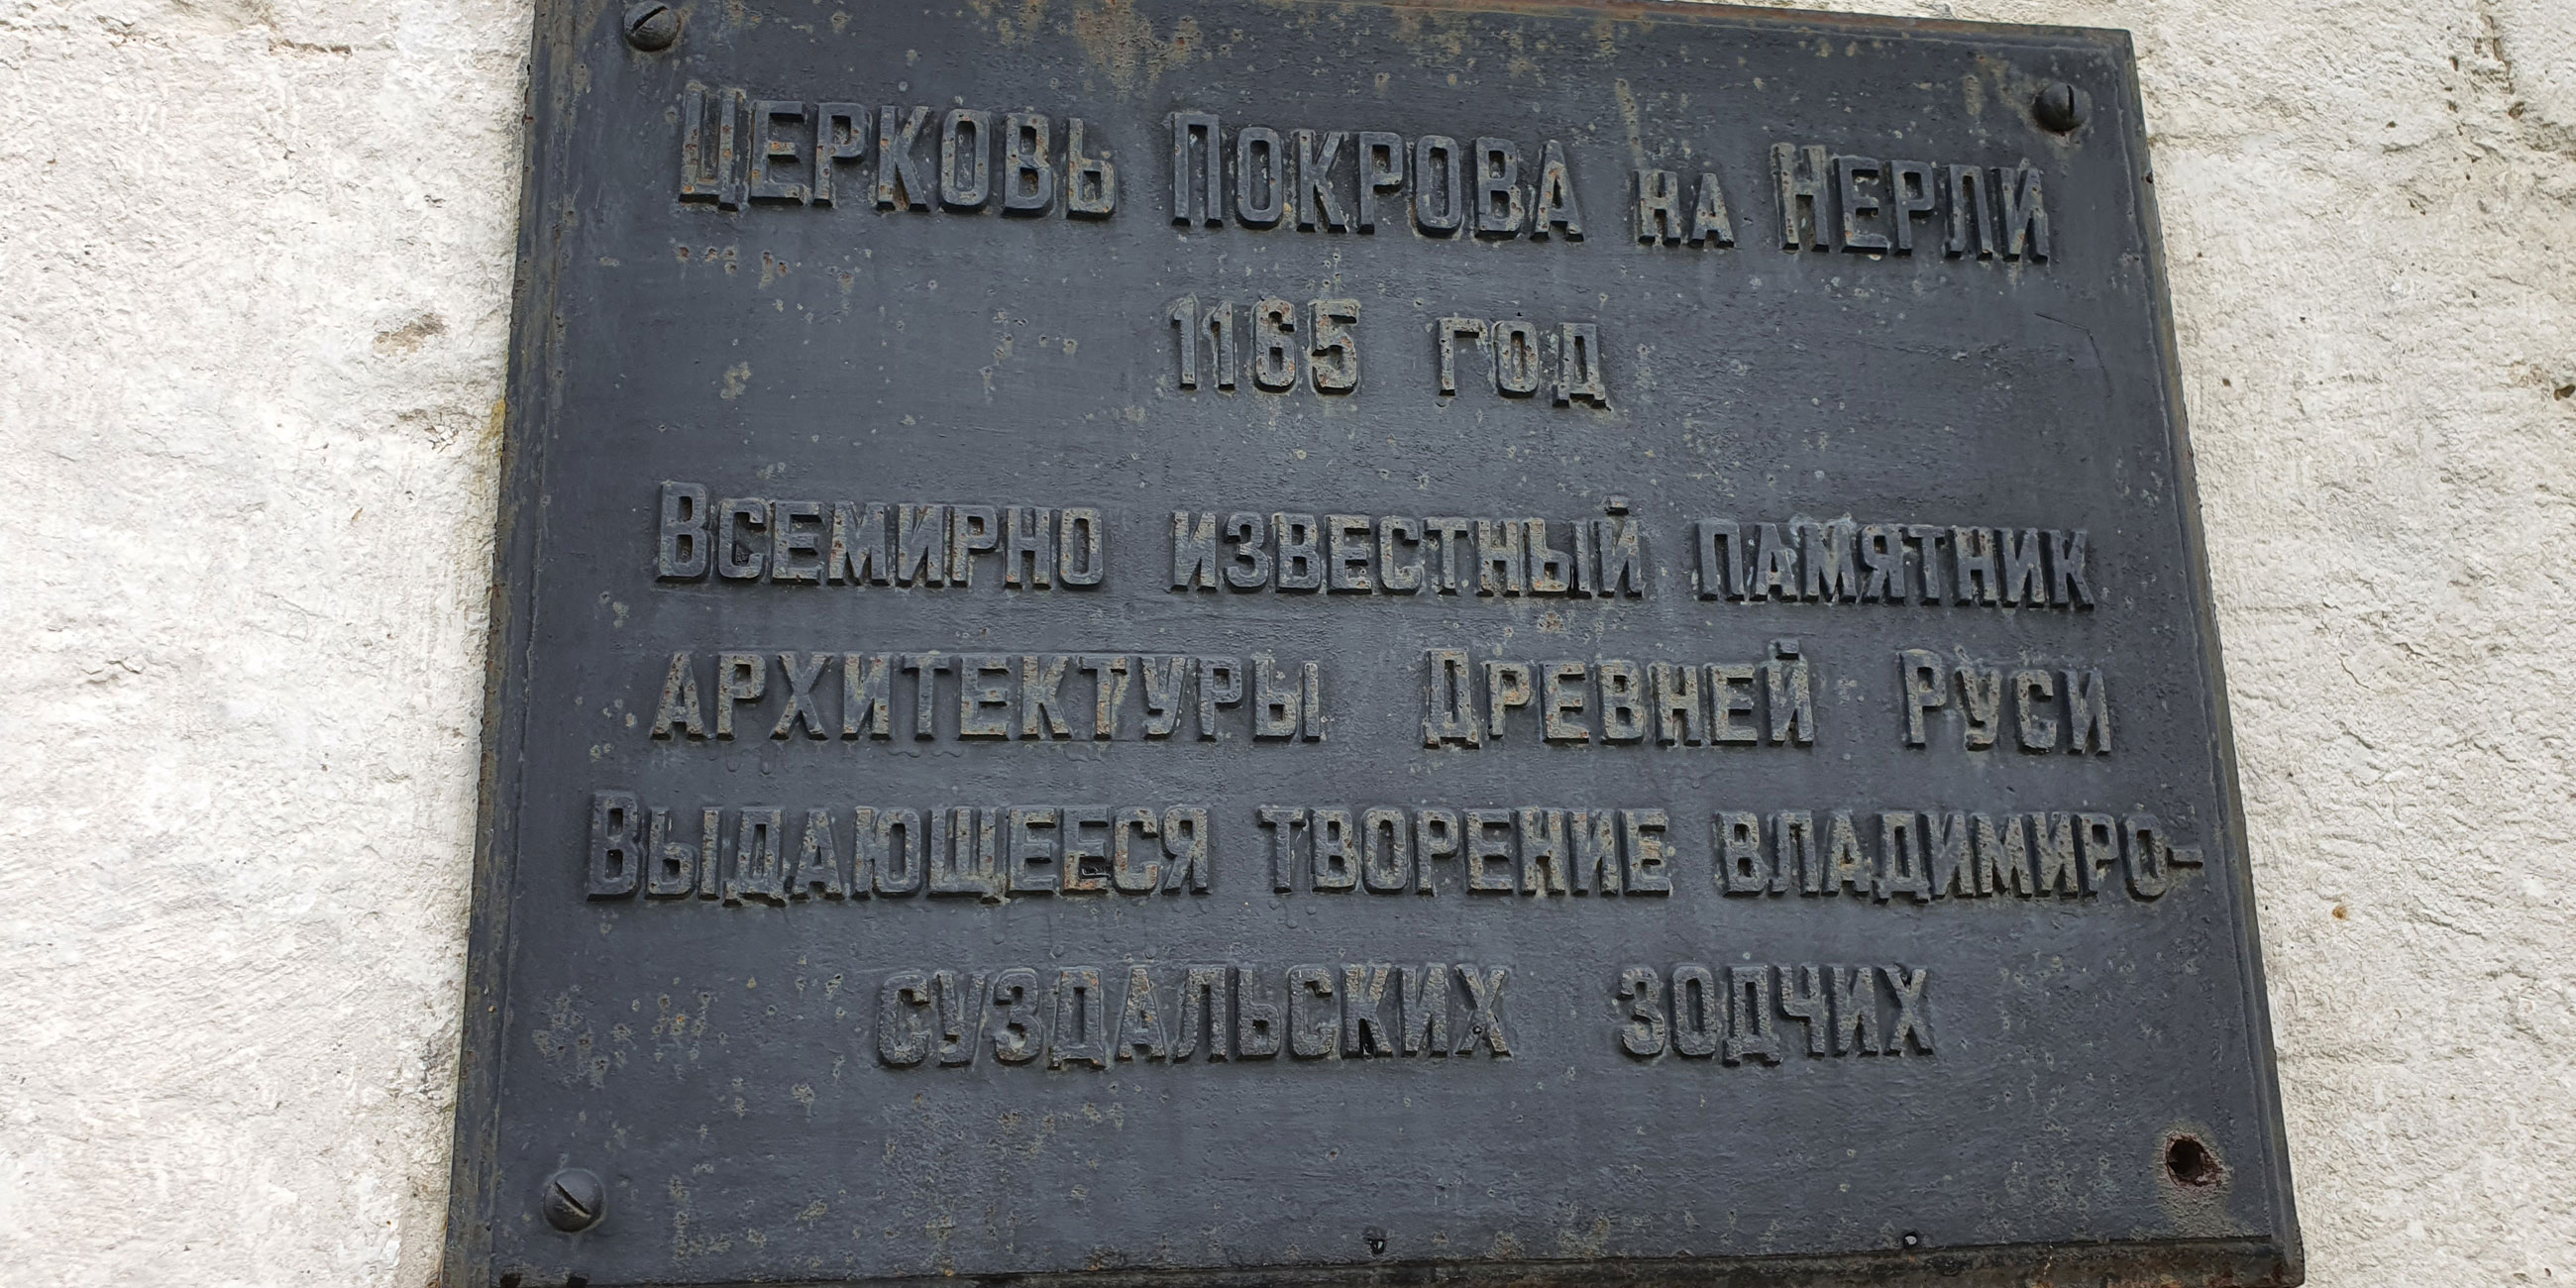 Церковь Покрова на Нерли
1165 год
Всемирно известный памятник
архитектуры Древней Руси
Выдающееся творение владимиро-
суздальских зодчих